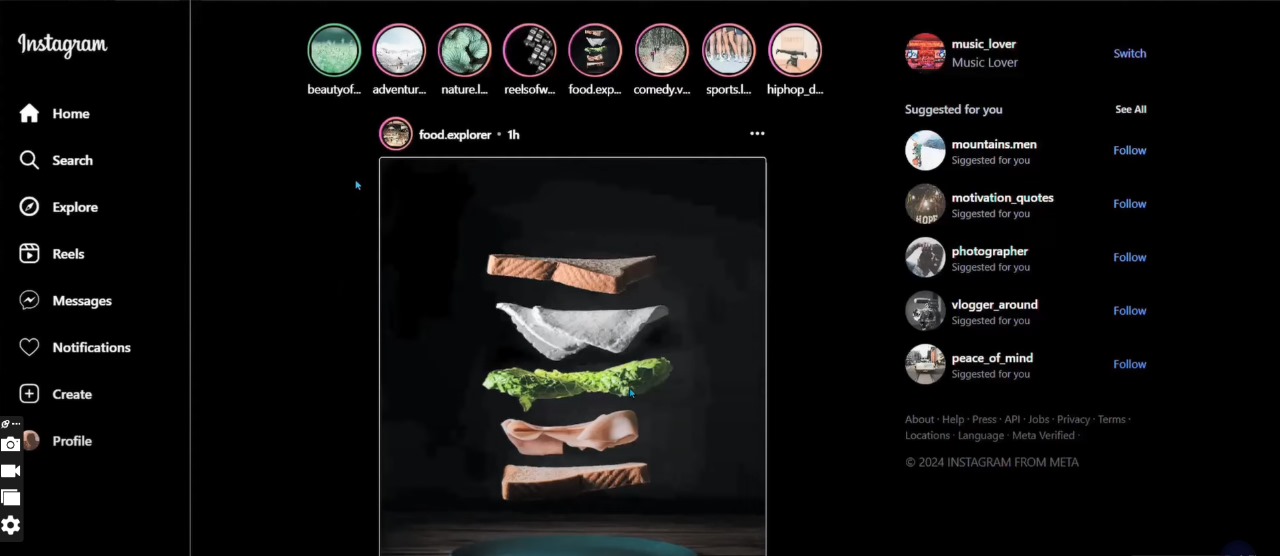 Instagram
Home
Search
Explore
Reels
Messages
Notifications
Create
Profile
beautyof...
adventur...
nature.l...
reelsofw...
food.exp...
comedy.v...
sports.l...
hiphop_d...
food.explorer • 1h
music_lover
Music Lover
Switch
Suggested for you
See All
mountains.men
Siggested for you
Follow
motivation_quotes
Siggested for you
Follow
photographer
Siggested for you
Follow
vlogger_around
Siggested for you
Follow
peace_of_mind
Siggested for you
Follow
About · Help · Press · API · Jobs · Privacy · Terms ·
Locations · Language · Meta Verified ·
© 2024 INSTAGRAM FROM META
HOPE